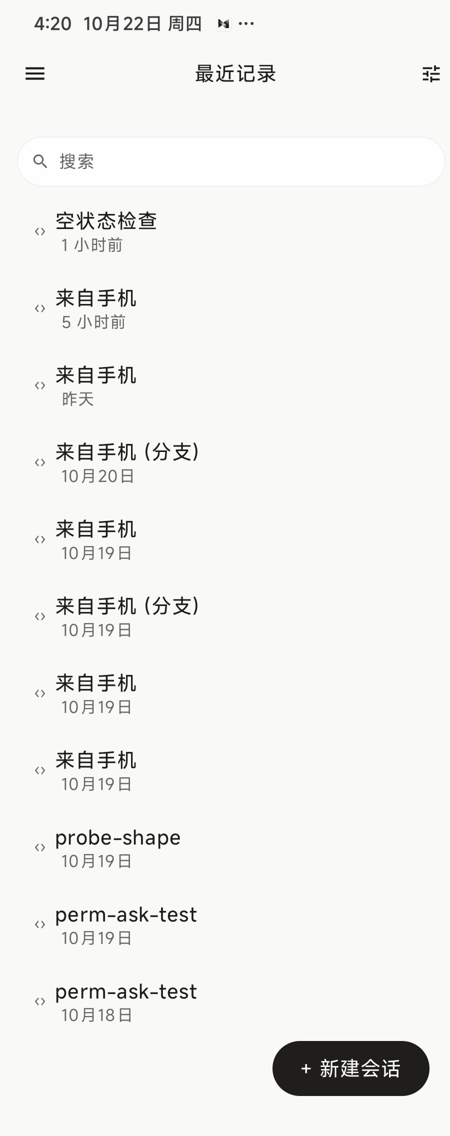 4:20 10月22日 周四 ···
最近记录
搜索
空状态检查
1 小时前
来自手机
5 小时前
来自手机
昨天
来自手机 (分支)
10月20日
来自手机
10月19日
来自手机 (分支)
10月19日
来自手机
10月19日
来自手机
10月19日
probe-shape
10月19日
perm-ask-test
10月19日
perm-ask-test
10月18日
+ 新建会话